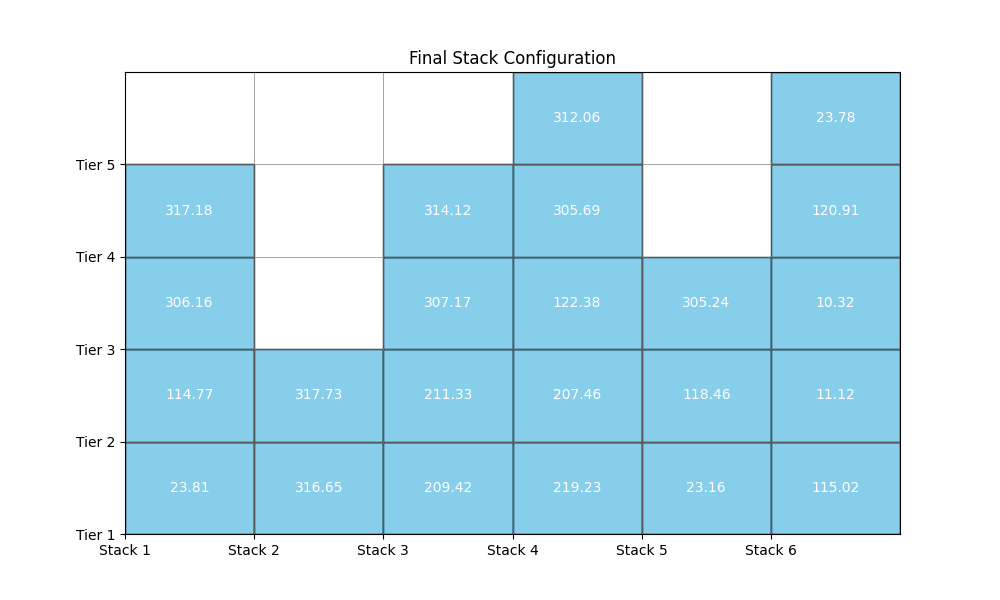 Final Stack Configuration
312.06 23.78
Tier 5
317.18 314.12 305.69 120.91
Tier 4
306.16 307.17 122.38 305.24 10.32
Tier 3
114.77 317.73 211.33 207.46 118.46 11.12
Tier 2
23.81 316.65 209.42 219.23 23.16 115.02
Tier 1
Stack 1 Stack 2 Stack 3 Stack 4 Stack 5 Stack 6